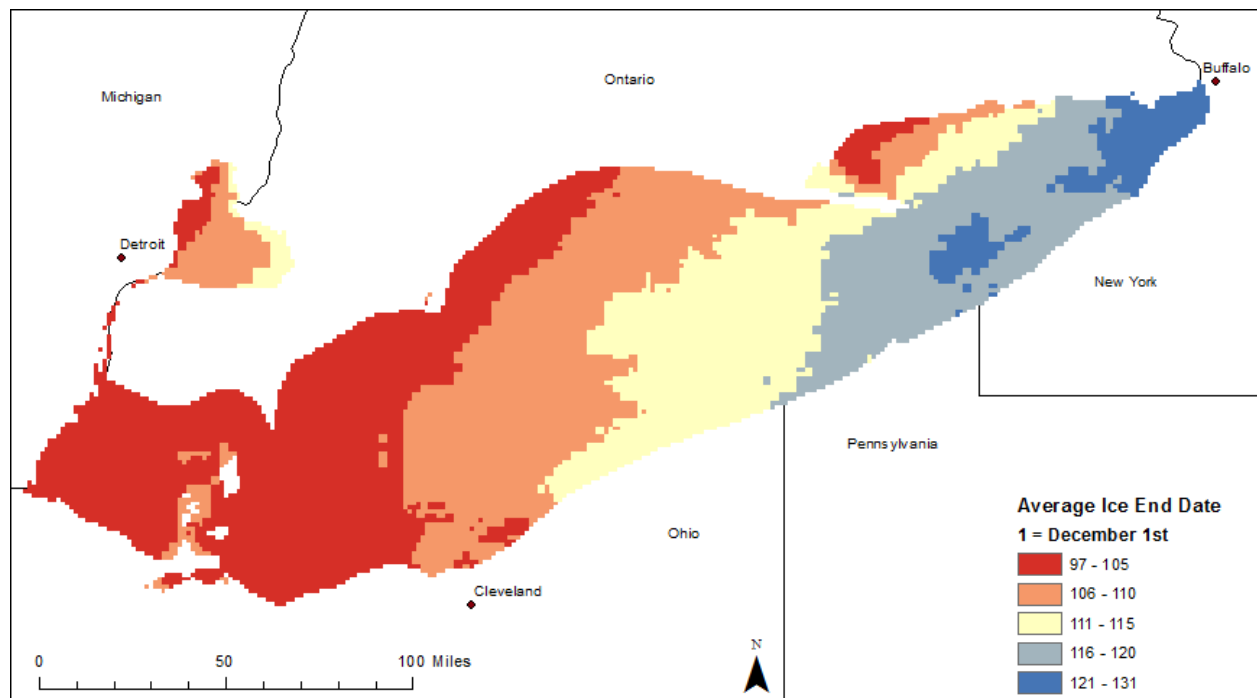 Buffalo
Ontario
Michigan
Detroit
New York
Pennsylvania
Ohio
Cleveland
Average Ice End Date
1 = December 1st
97 - 105
106 - 110
111 - 115
116 - 120
121 - 131
0 50 100 Miles
N